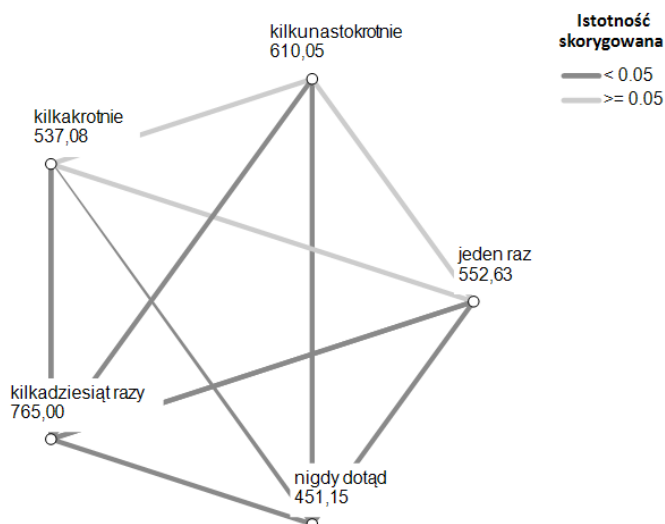 kilkunastokrotnie
610,05
Istotność
skorygowana
< 0.05
>= 0.05
kilkakrotnie
537,08
jeden raz
552,63
kilkadziesiąt razy
765,00
nigdy dotąd
451,15